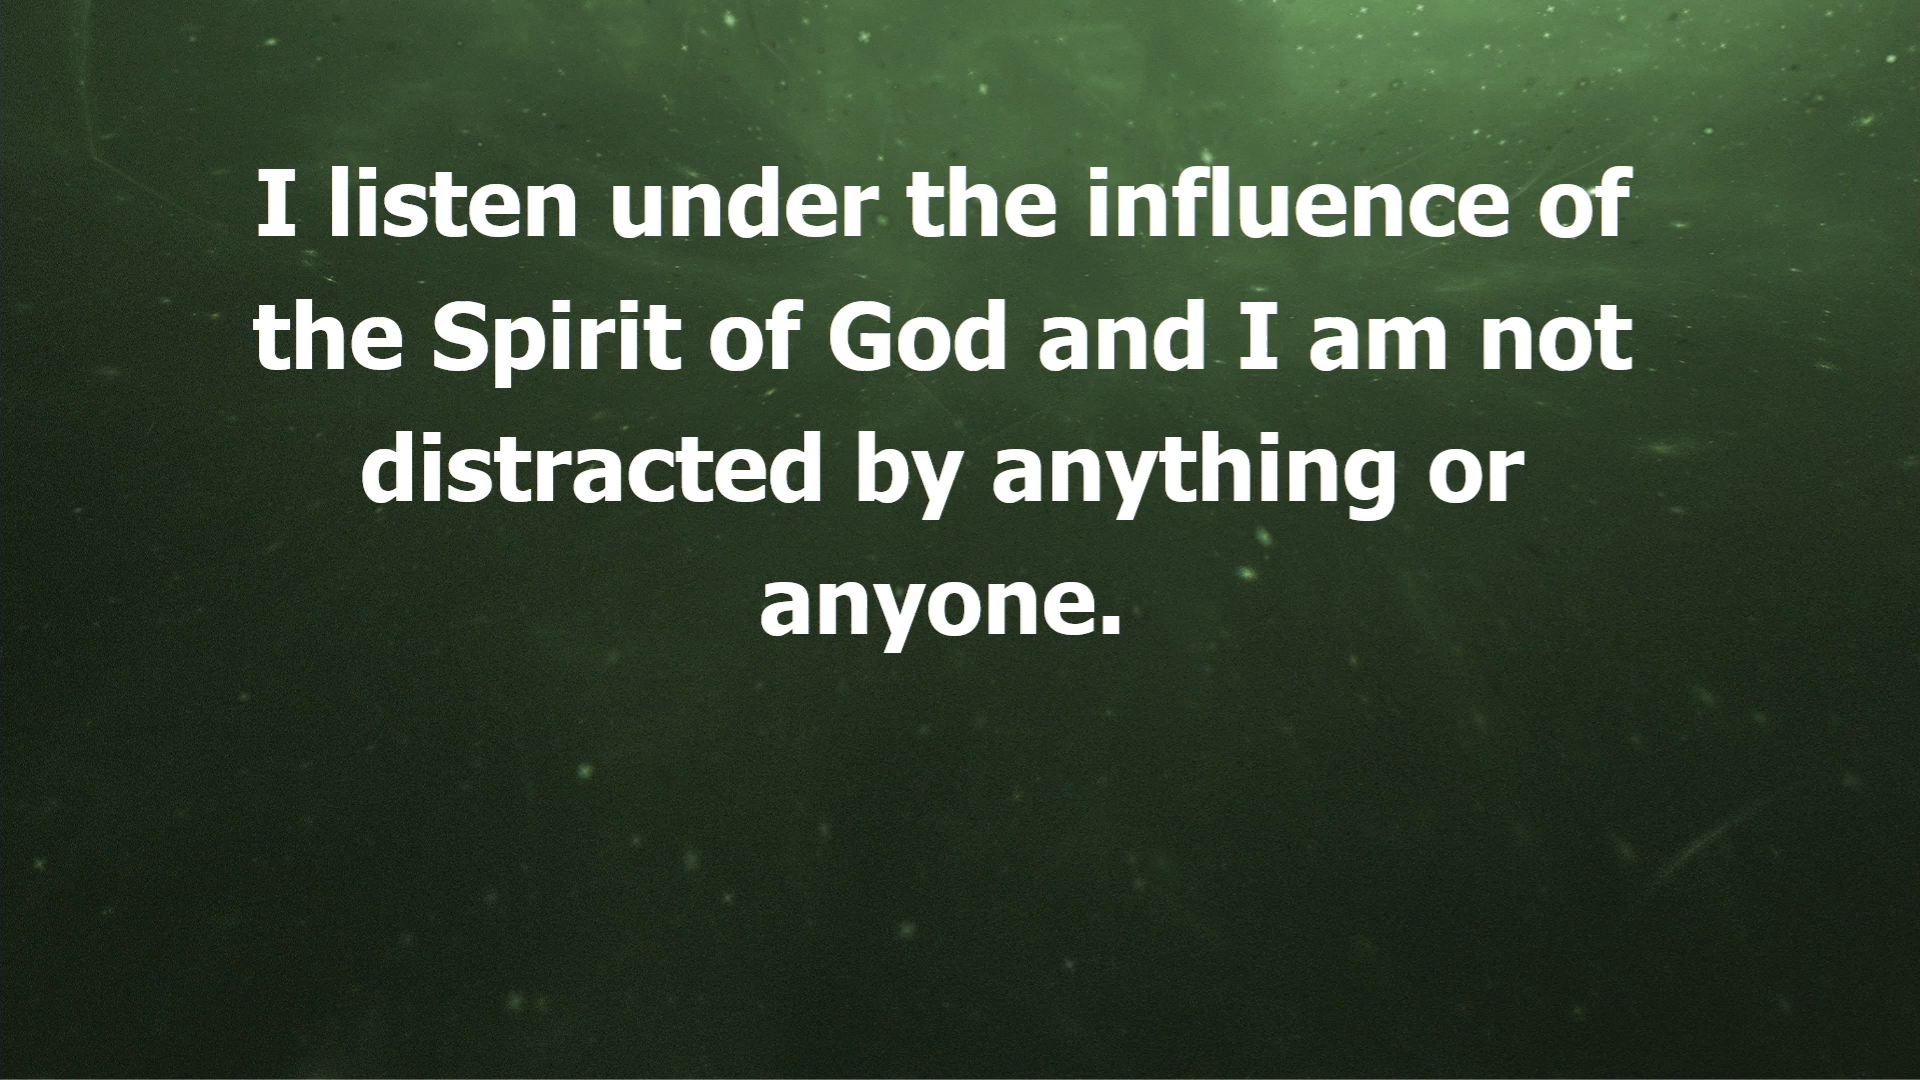 I listen under the influence of
the Spirit of God and I am not
distracted by anything or
anyone.